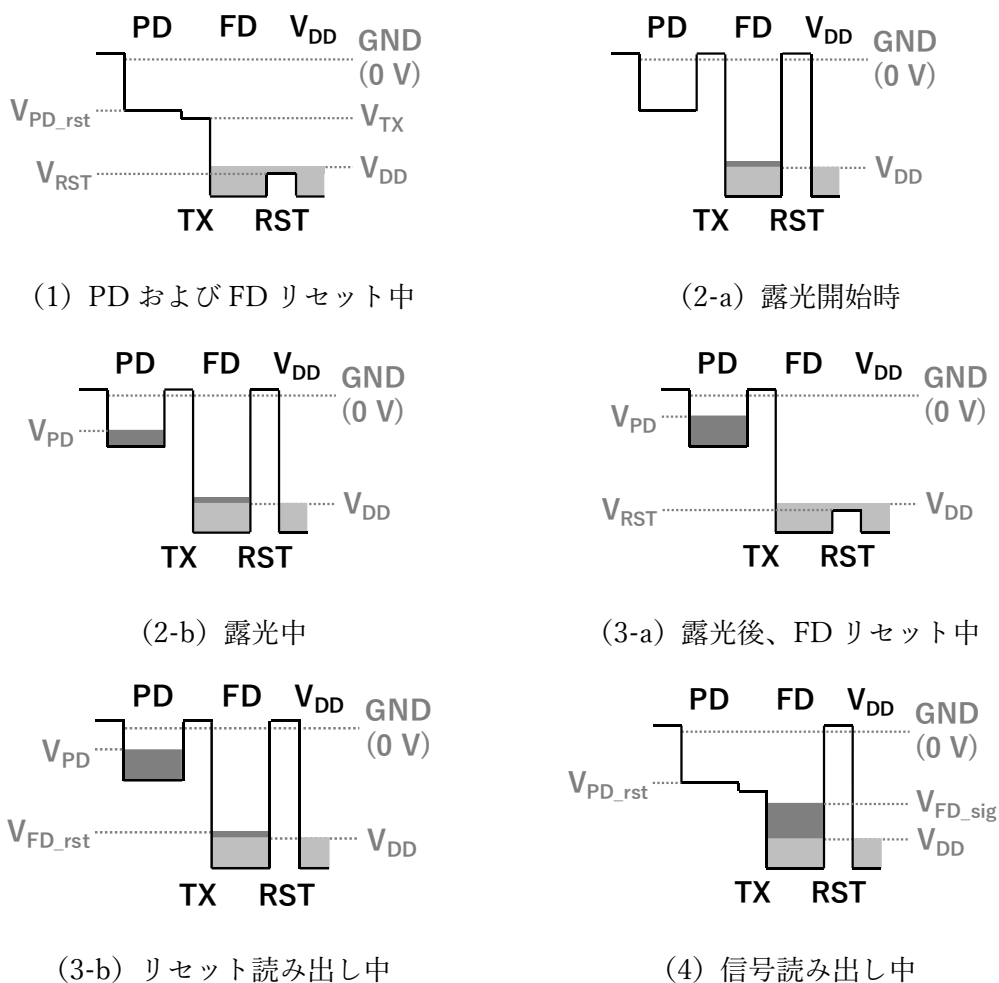 PD FD VDD
GND
(0 V)
VPD_rst
VTX
VRST
VDD
TX RST
(1) PD および FD リセット中
PD FD VDD
GND
(0 V)
VDD
TX RST
(2-a) 露光開始時
PD FD VDD
GND
(0 V)
VPD
VDD
TX RST
(2-b) 露光中
PD FD VDD
GND
(0 V)
VPD
VRST
VDD
TX RST
(3-a) 露光後、FD リセット中
PD FD VDD
GND
(0 V)
VPD
VFD_rst
VDD
TX RST
(3-b) リセット読み出し中
PD FD VDD
GND
(0 V)
VPD_rst
VFD_sig
VDD
TX RST
(4) 信号読み出し中